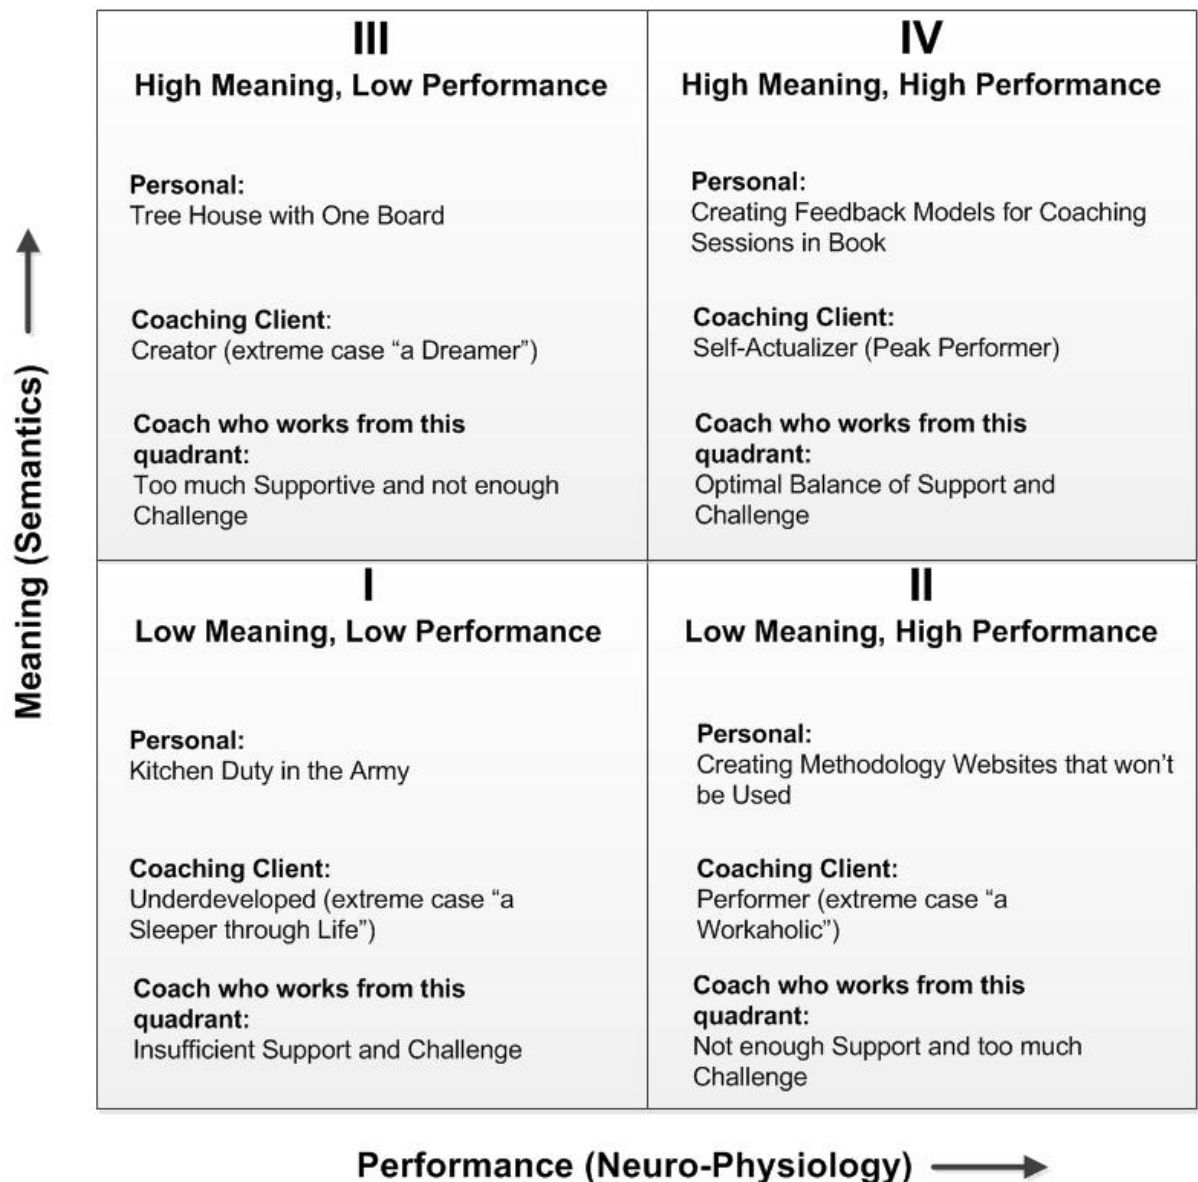 III
High Meaning, Low Performance
Personal:
Tree House with One Board
Coaching Client:
Creator (extreme case “a Dreamer”)
Coach who works from this
quadrant:
Too much Supportive and not enough
Challenge
IV
High Meaning, High Performance
Personal:
Creating Feedback Models for Coaching
Sessions in Book
Coaching Client:
Self-Actualizer (Peak Performer)
Coach who works from this
quadrant:
Optimal Balance of Support and
Challenge
I
Low Meaning, Low Performance
Personal:
Kitchen Duty in the Army
Coaching Client:
Underdeveloped (extreme case “a
Sleeper through Life”)
Coach who works from this
quadrant:
Insufficient Support and Challenge
II
Low Meaning, High Performance
Personal:
Creating Methodology Websites that won’t
be Used
Coaching Client:
Performer (extreme case “a
Workaholic”)
Coach who works from this
quadrant:
Not enough Support and too much
Challenge
Meaning (Semantics)
Performance (Neuro-Physiology)